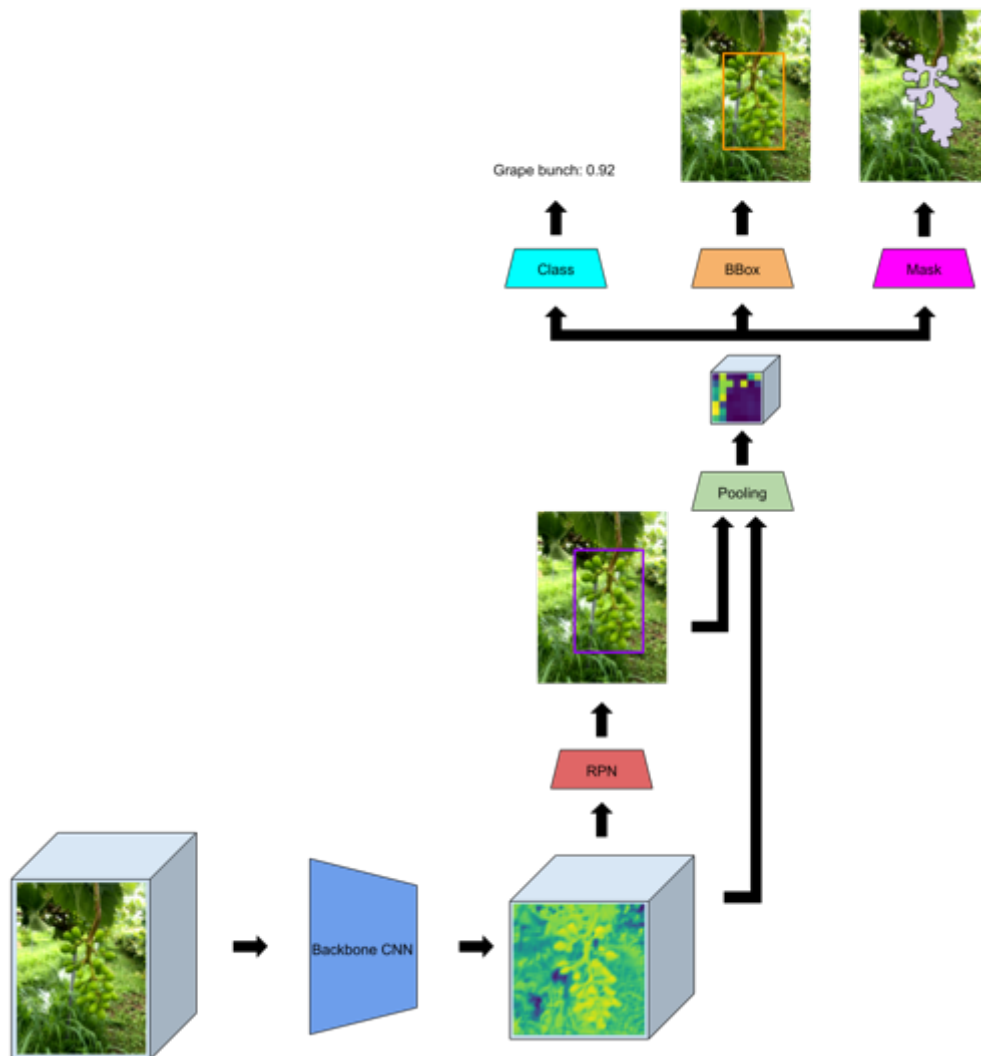 Grape bunch: 0.92
Class
BBox
Mask
Pooling
RPN
Backbone CNN